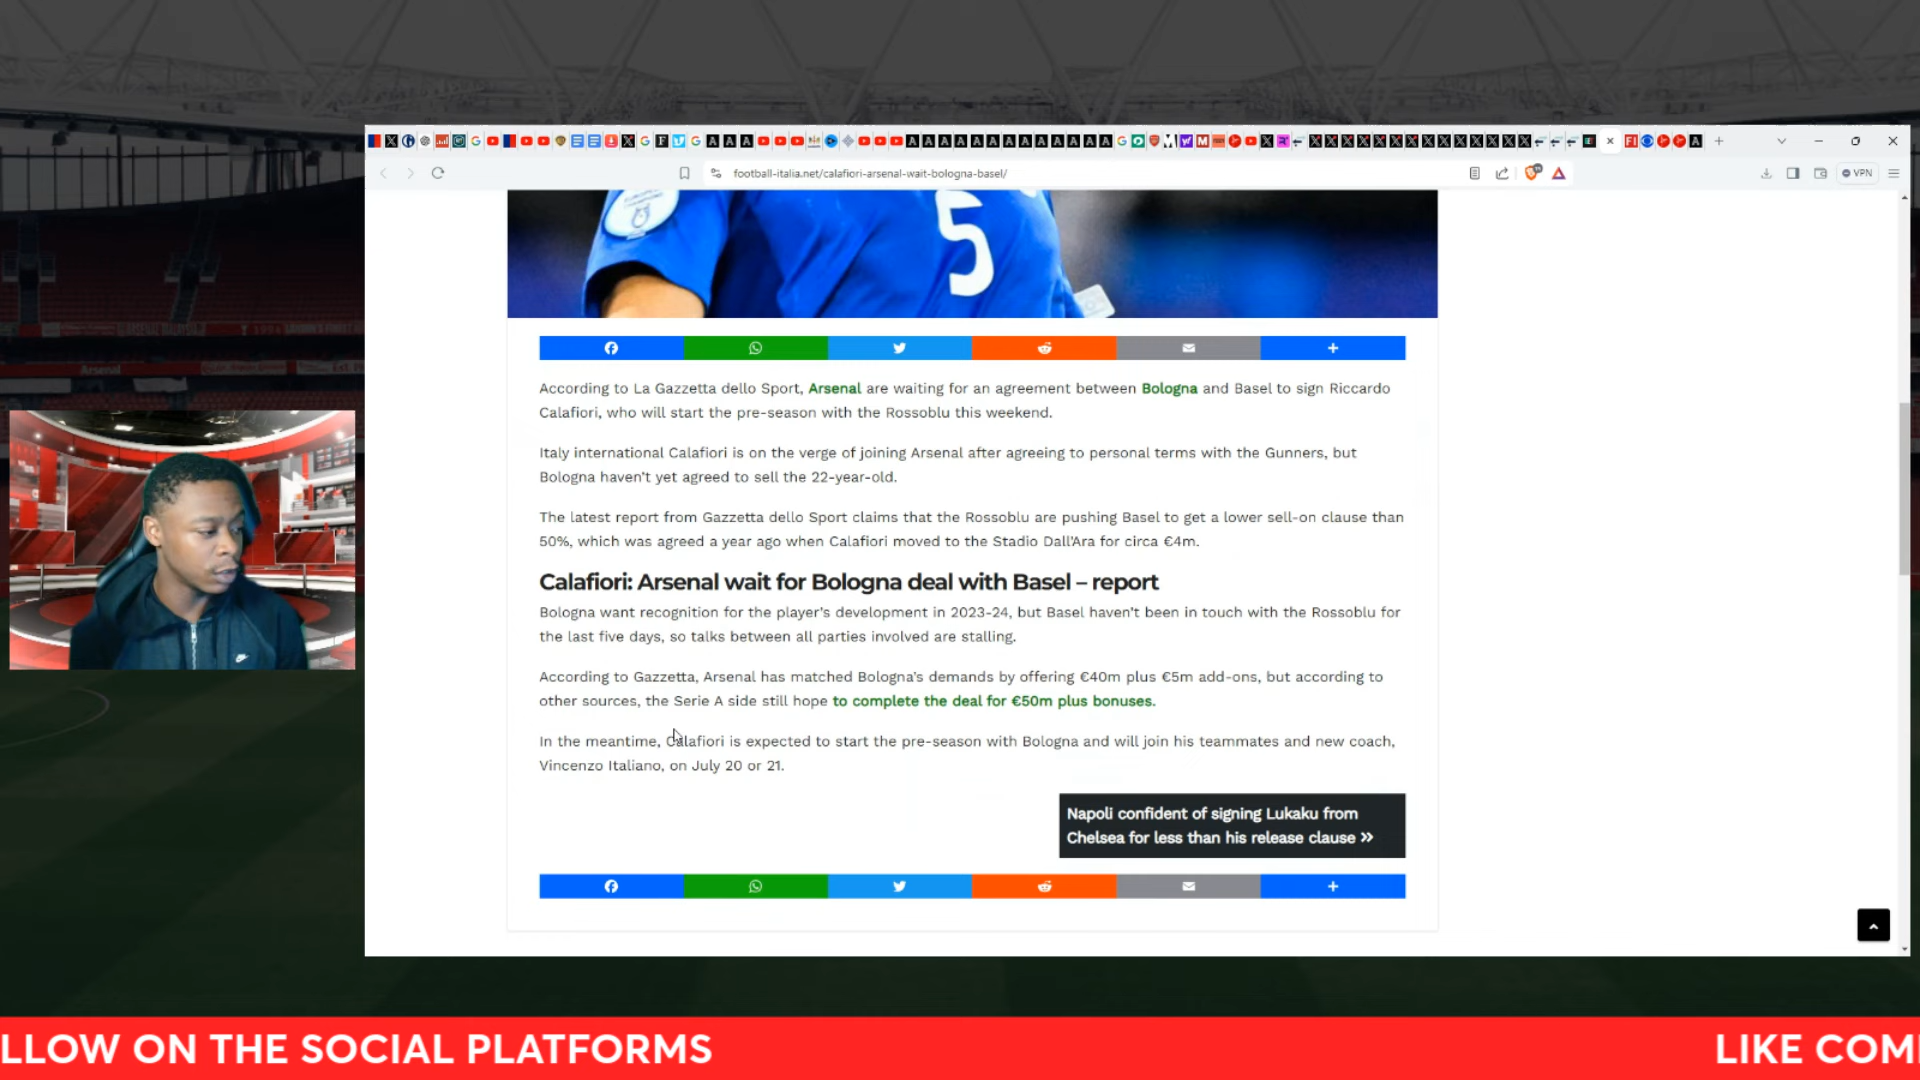 football-italia.net/calafiori-arsenal-wait-bologna-basel/
VPN
5
According to La Gazzetta dello Sport, Arsenal are waiting for an agreement between Bologna and Basel to sign Riccardo
Calafiori, who will start the pre-season with the Rossoblu this weekend.
Italy international Calafiori is on the verge of joining Arsenal after agreeing to personal terms with the Gunners, but
Bologna haven't yet agreed to sell the 22-year-old.
The latest report from Gazzetta dello Sport claims that the Rossoblu are pushing Basel to get a lower sell-on clause than
50%, which was agreed a year ago when Calafiori moved to the Stadio Dall'Ara for circa €4m.
Calafiori: Arsenal wait for Bologna deal with Basel – report
Bologna want recognition for the player's development in 2023-24, but Basel haven't been in touch with the Rossoblu for
the last five days, so talks between all parties involved are stalling.
According to Gazzetta, Arsenal has matched Bologna's demands by offering €40m plus €5m add-ons, but according to
other sources, the Serie A side still hope to complete the deal for €50m plus bonuses.
In the meantime, Calafiori is expected to start the pre-season with Bologna and will join his teammates and new coach,
Vincenzo Italiano, on July 20 or 21.
Napoli confident of signing Lukaku from
Chelsea for less than his release clause »
Arsenal
LLOW ON THE SOCIAL PLATFORMS
LIKE COM